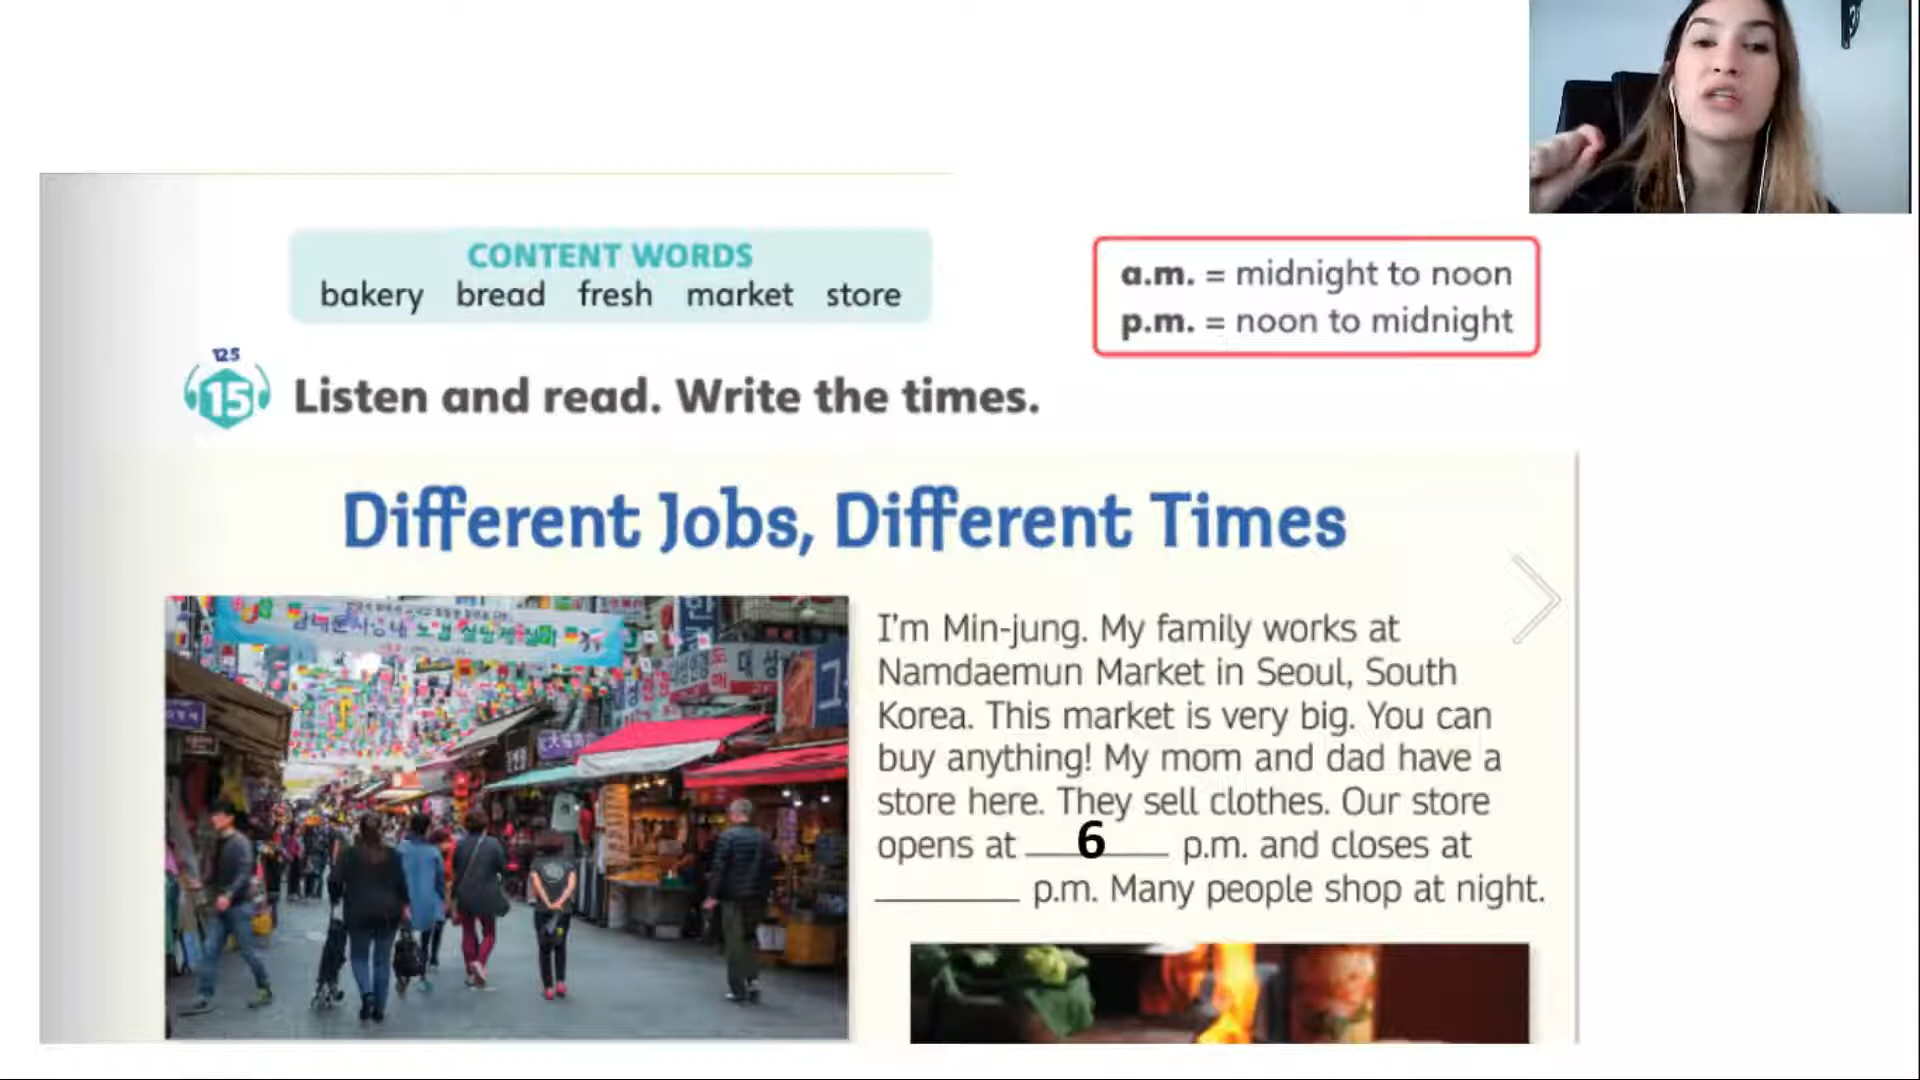 CONTENT WORDS
bakery bread fresh market store
a.m. = midnight to noon
p.m. = noon to midnight
125
15
Listen and read. Write the times.
Different Jobs, Different Times
I'm Min-jung. My family works at
Namdaemun Market in Seoul, South
Korea. This market is very big. You can
buy anything! My mom and dad have a
store here. They sell clothes. Our store
opens at ______ 6 ______ p.m. and closes at
____________ p.m. Many people shop at night.